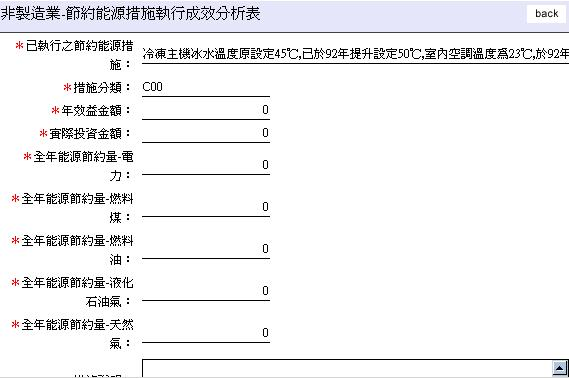 非製造業-節約能源措施執行成效分析表
back
*已執行之節約能源措
施：
冷凍主機冰水溫度原設定45℃,已於92年提升設定50℃,室內空調溫度為23℃,於92年
*措施分類：
C00
*年效益金額：
0
*實際投資金額：
0
*全年能源節約量-電
力：
0
*全年能源節約量-燃料
煤：
0
*全年能源節約量-燃料
油：
0
*全年能源節約量-液化
石油氣：
0
*全年能源節約量-天然
氣：
0